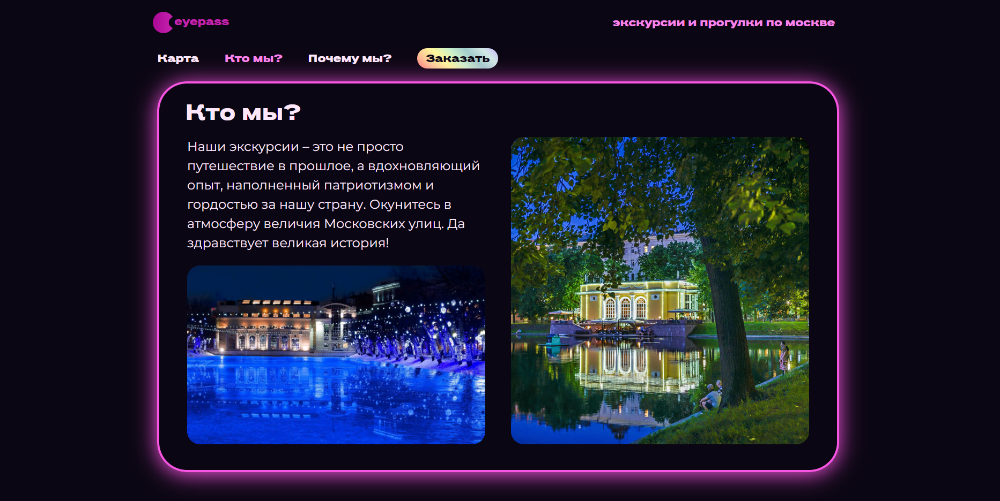 eyepass
экскурсии и прогулки по москве
Карта
Кто мы?
Почему мы?
Заказать
Кто мы?
Наши экскурсии – это не просто
путешествие в прошлое, а вдохновляющий
опыт, наполненный патриотизмом и
гордостью за нашу страну. Окунитесь в
атмосферу величия Московских улиц. Да
здравствует великая история!